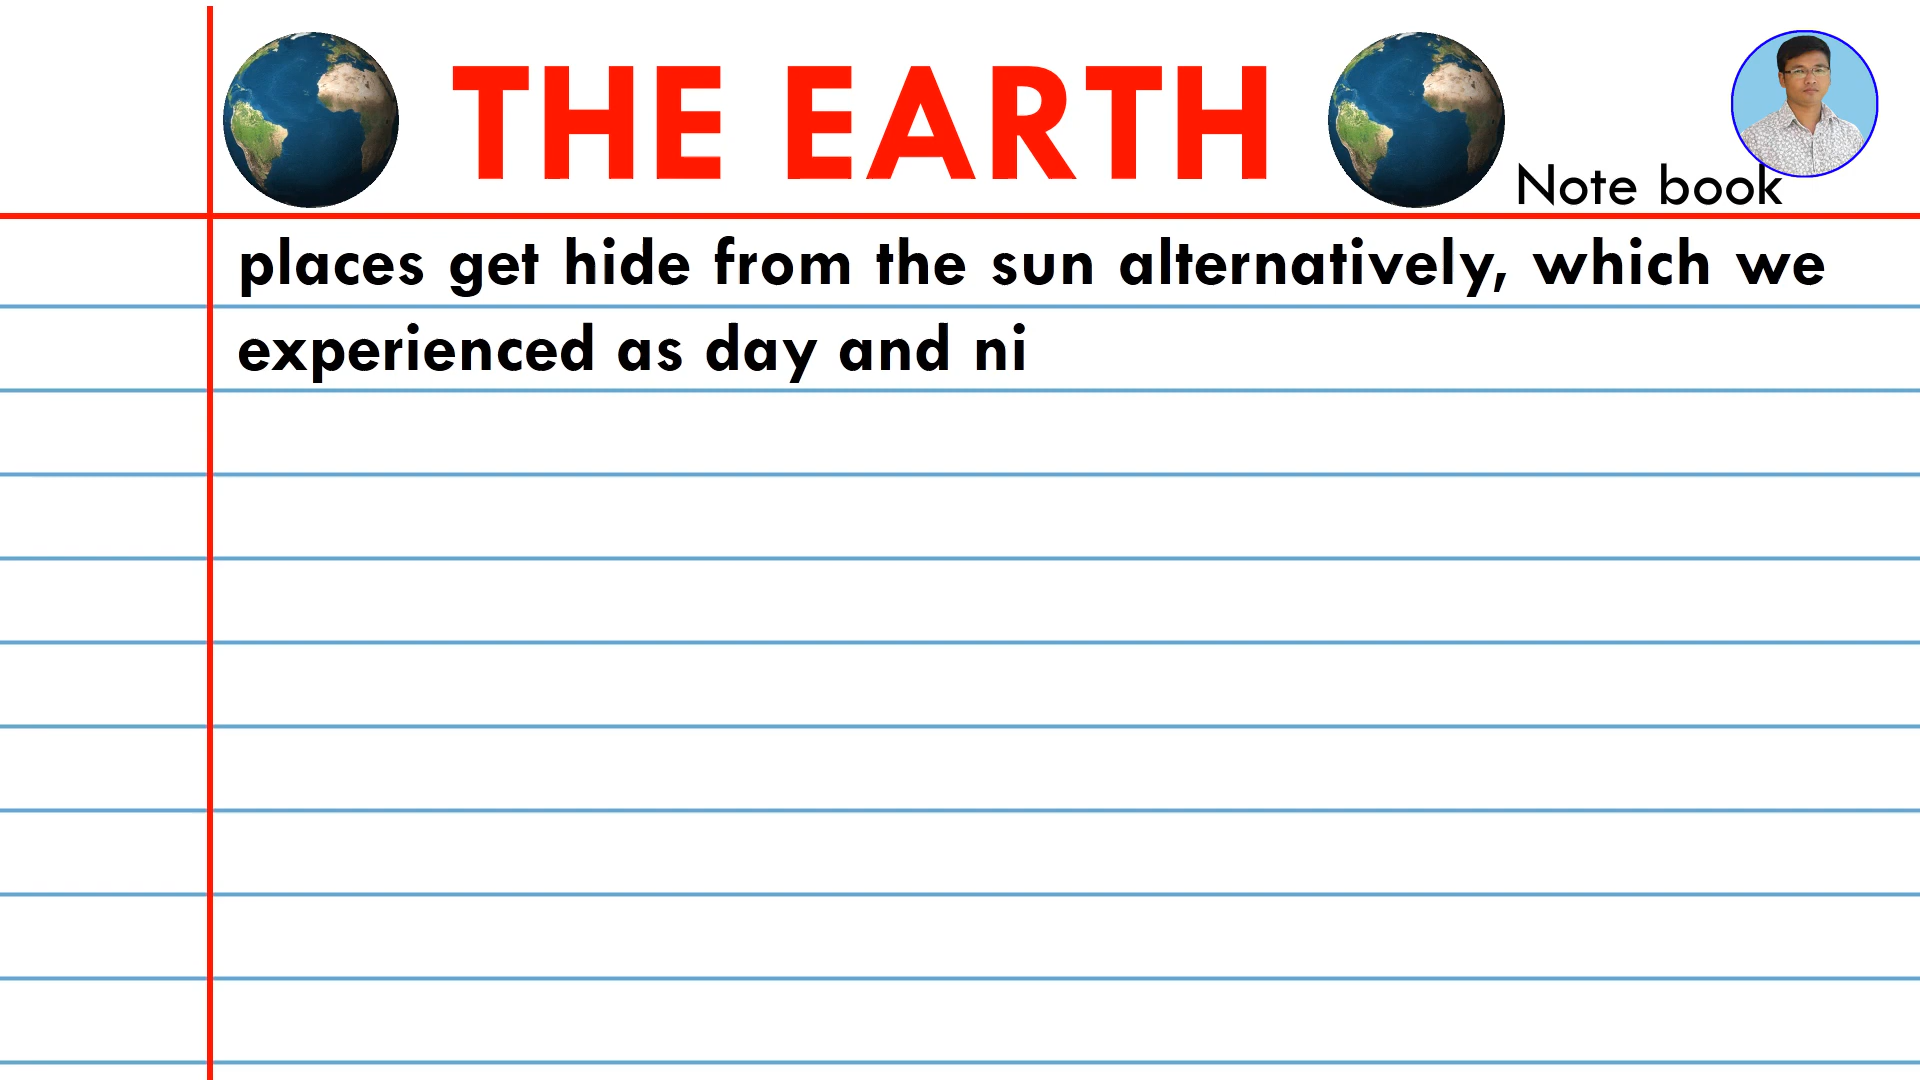 THE EARTH
Note book
places get hide from the sun alternatively, which we
experienced as day and ni